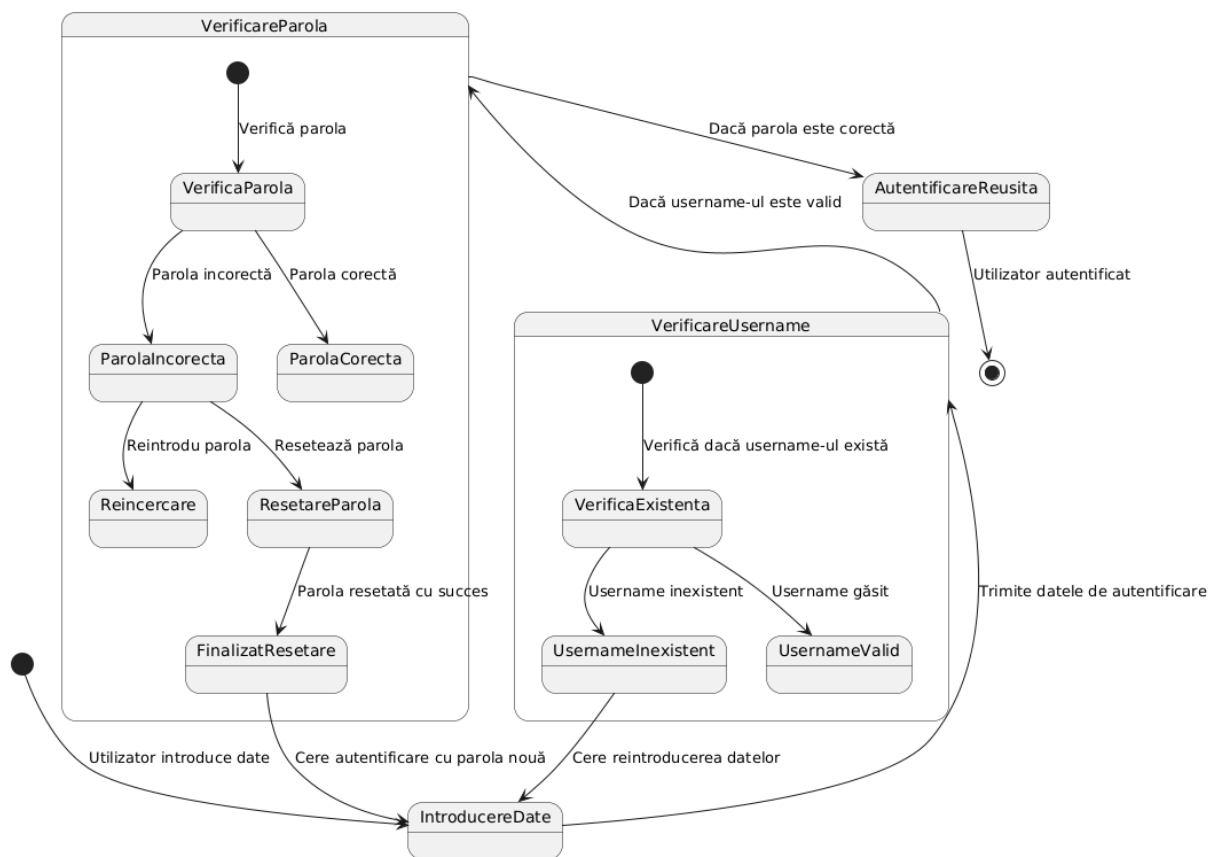 VerificareParola
Verifică parola
Dacă parola este corectă
VerificaParola
AutentificareReusita
Dacă username-ul este valid
Parola incorectă
Parola corectă
Utilizator autentificat
VerificareUsername
ParolaIncorecta
ParolaCorecta
Reintrodu parola
Resetează parola
Verifică dacă username-ul există
Reincercare
ResetareParola
VerificaExistenta
Parola resetată cu succes
Username inexistent
Username găsit
Trimite datele de autentificare
FinalizatResetare
UsernameInexistent
UsernameValid
Utilizator introduce date
Cere autentificare cu parola nouă
Cere reintroducerea datelor
IntroducereDate